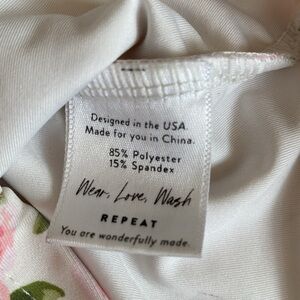 Designed in the USA.
Made for you in China.
85% Polyester
15% Spandex
Wear, Love, Wash
REPEAT
You are wonderfully made.